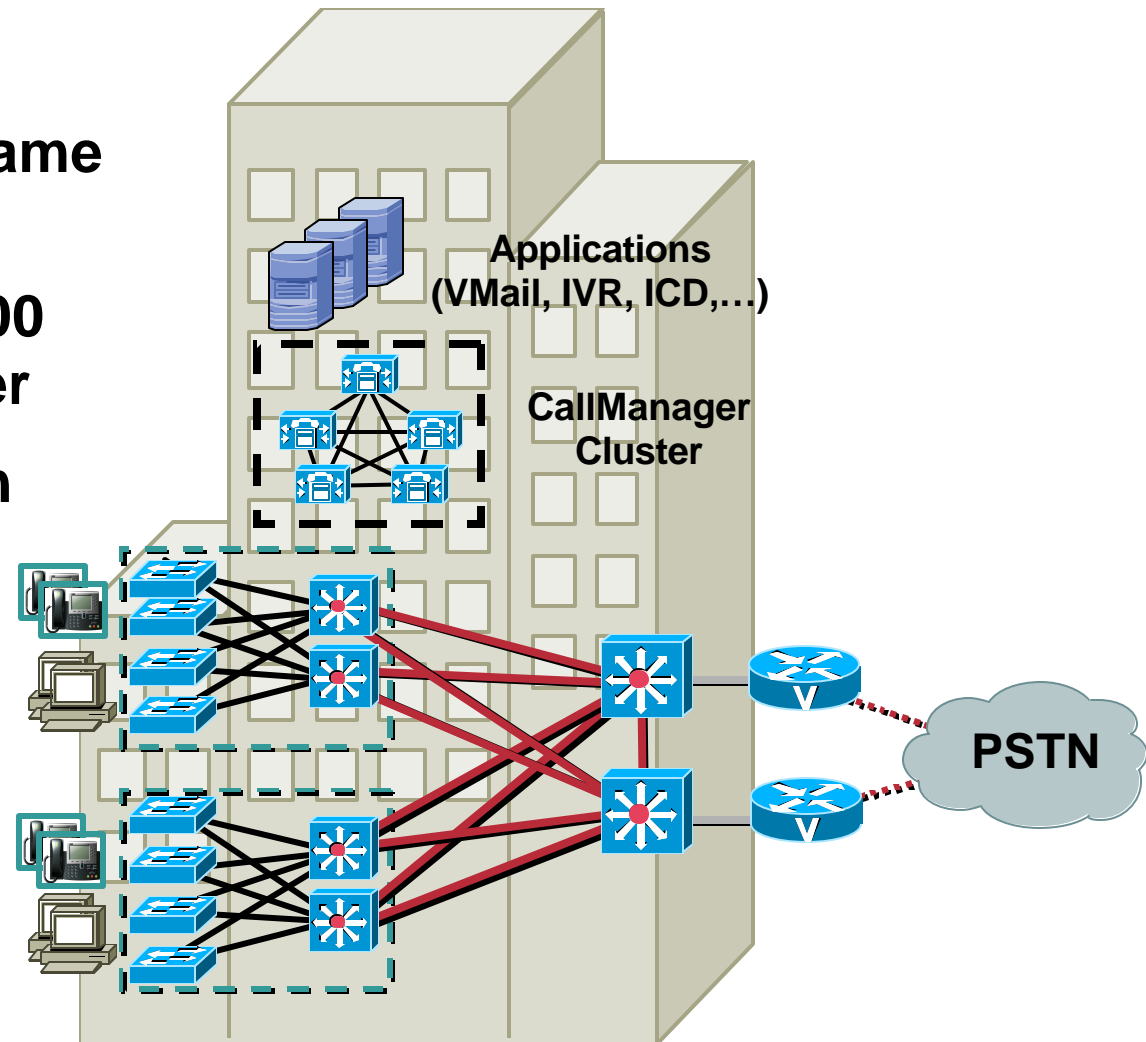 ame
00
er
n
Applications
(VMail, IVR, ICD,…)
CallManager
Cluster
V
V
PSTN